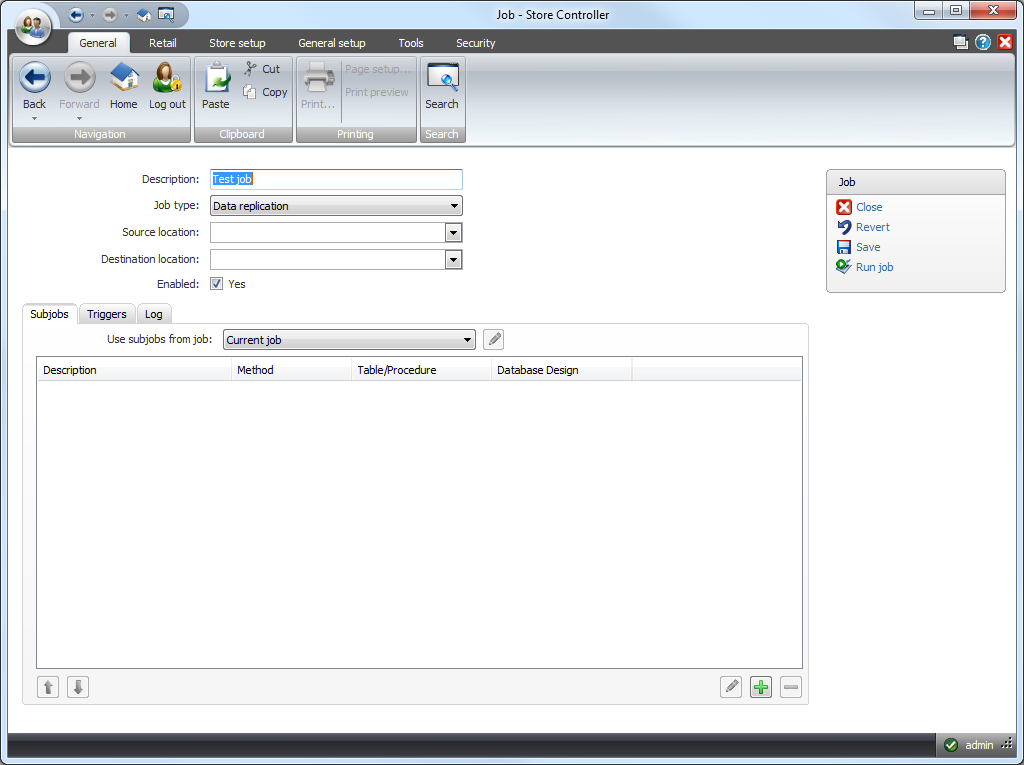 Job - Store Controller
General Retail Store setup General setup Tools Security
Back Forward Home Log out Paste Cut Copy Print... Page setup... Print preview Search
Navigation Clipboard Printing Search
Description: Test job
Job type: Data replication
Source location:
Destination location:
Enabled: Yes
Job
Close
Revert
Save
Run job
Subjobs Triggers Log
Use subjobs from job: Current job
Description Method Table/Procedure Database Design
admin